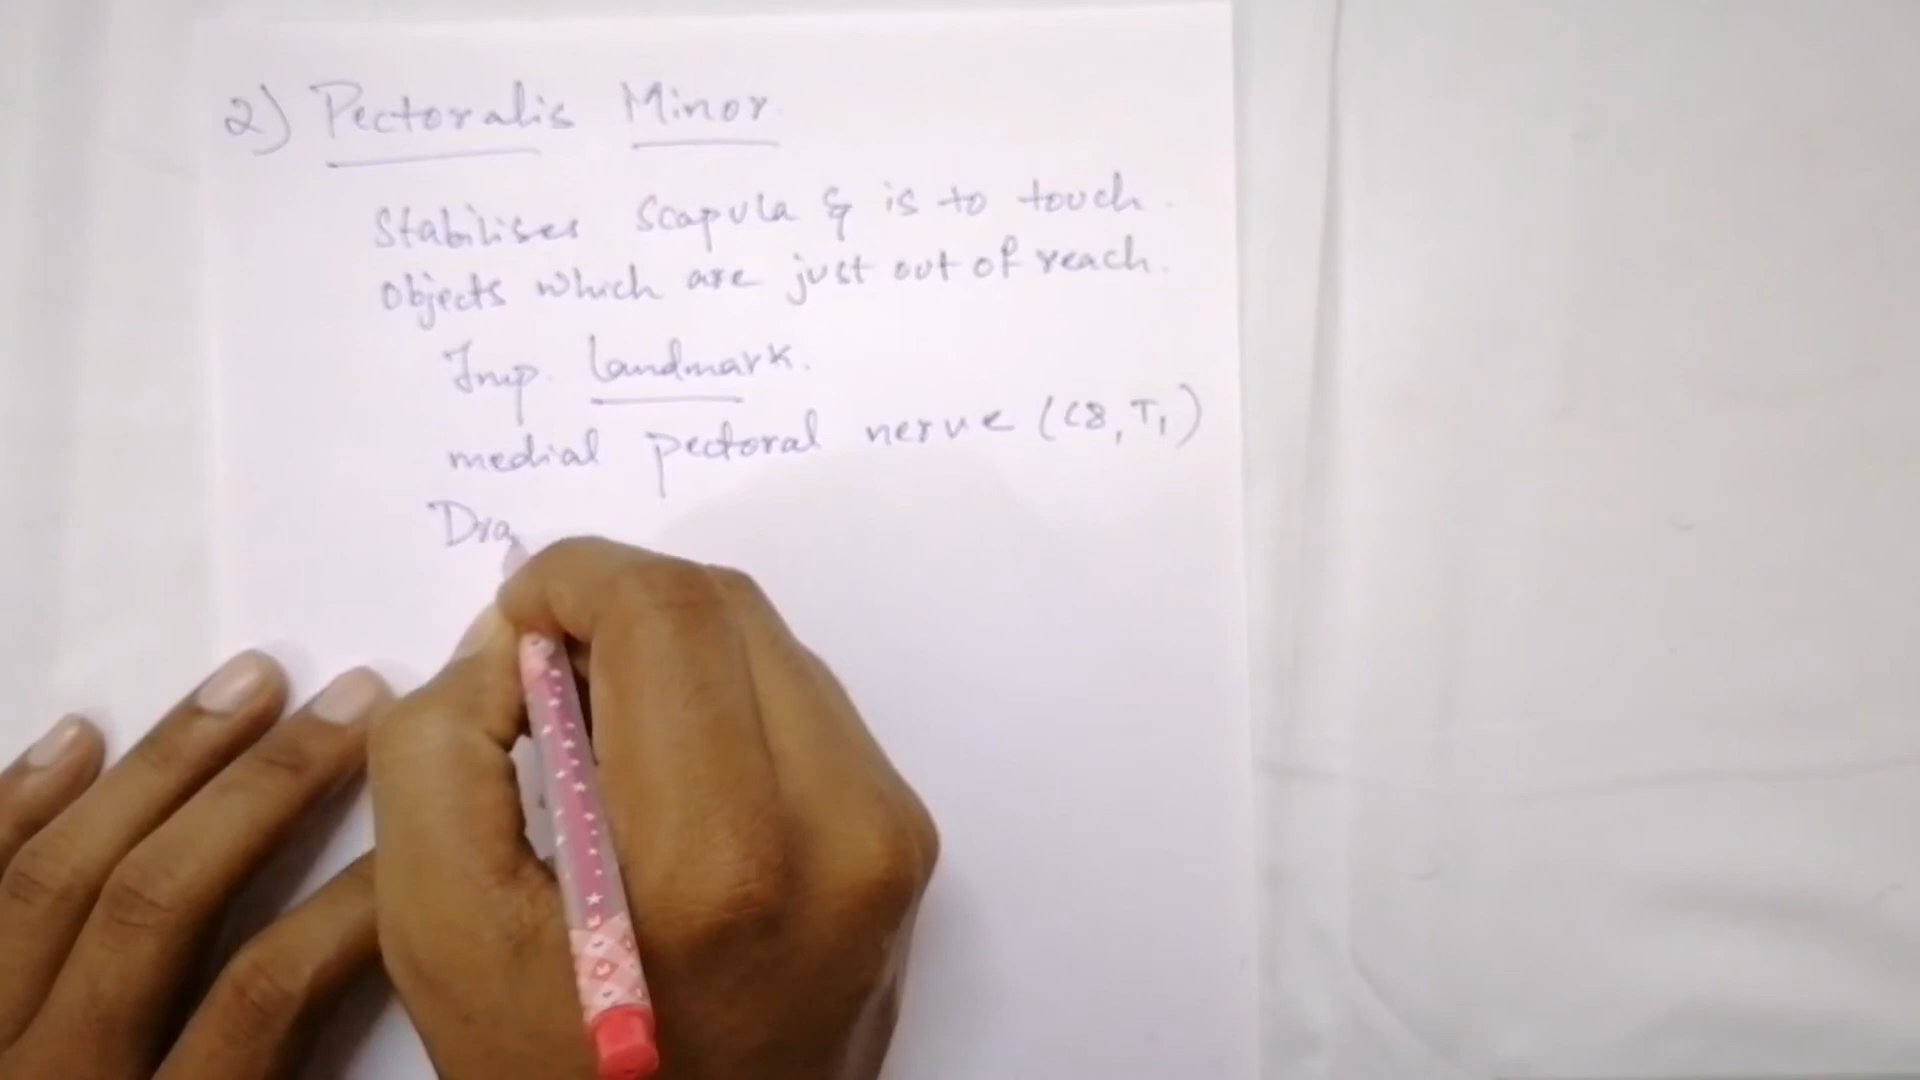 2) Pectoralis Minor
Stabilises Scapula & is to touch.
Objects which are just out of reach.
Imp. landmark.
medial pectoral nerve (C8, T1)
Dra